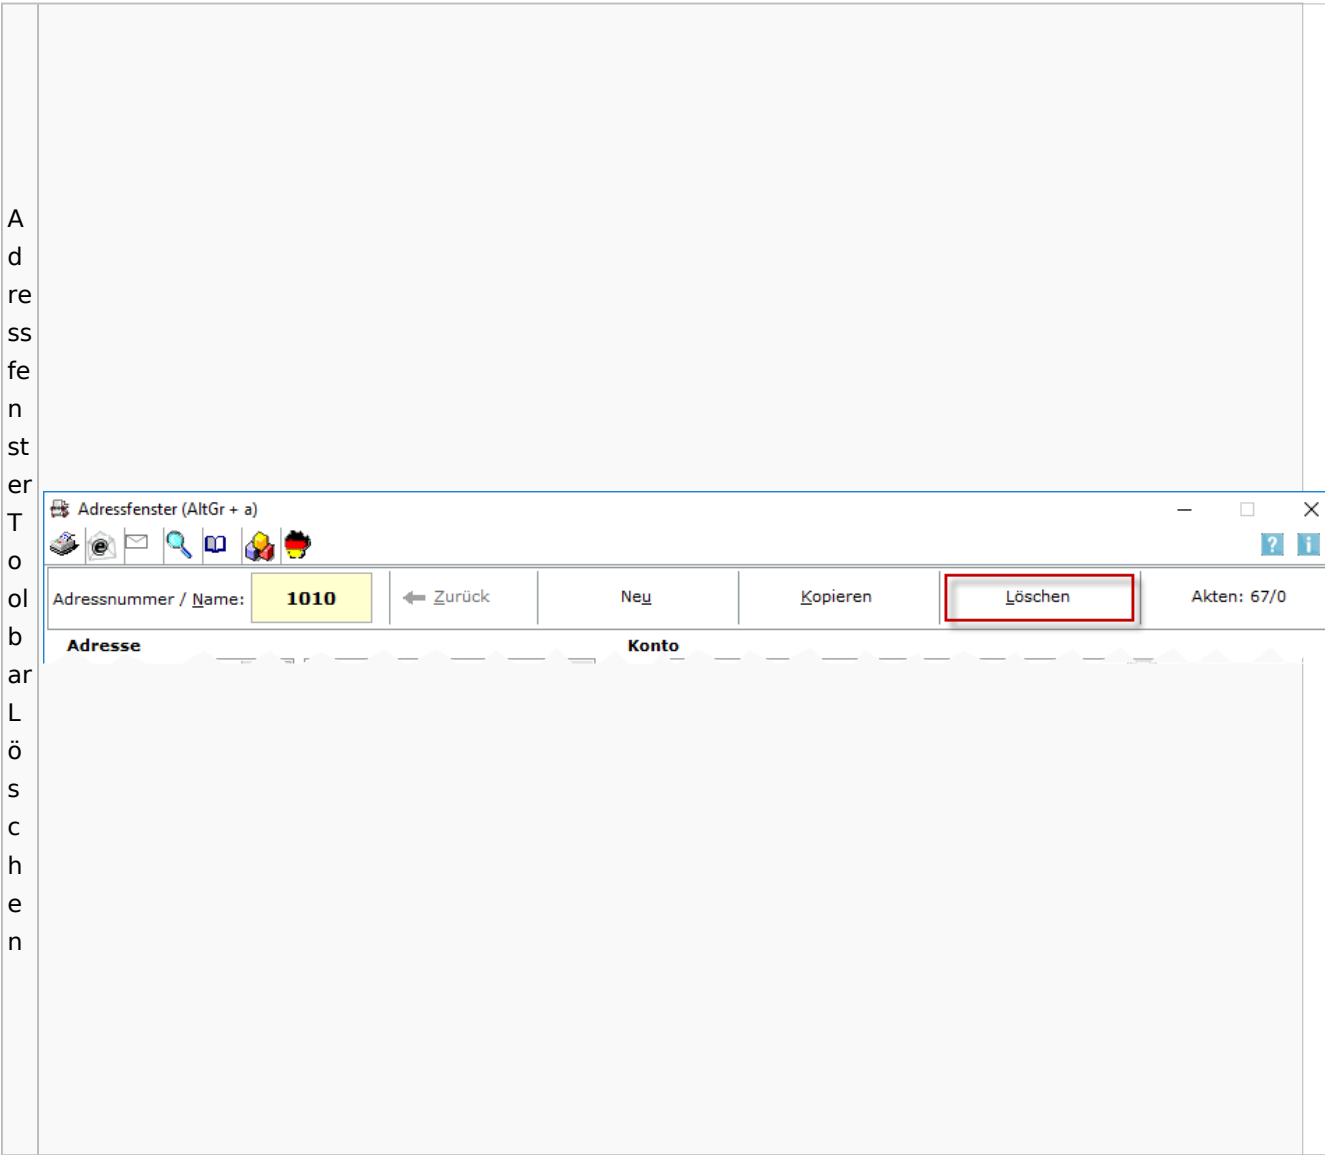 A
d
re
ss
fe
n
st
er
T
o
ol
b
ar
L
ö
s
c
h
e
n
Adressfenster (AltGr + a)
Adressnummer / Name: 1010 Zurück Neu Kopieren Löschen Akten: 67/0
Adresse Konto